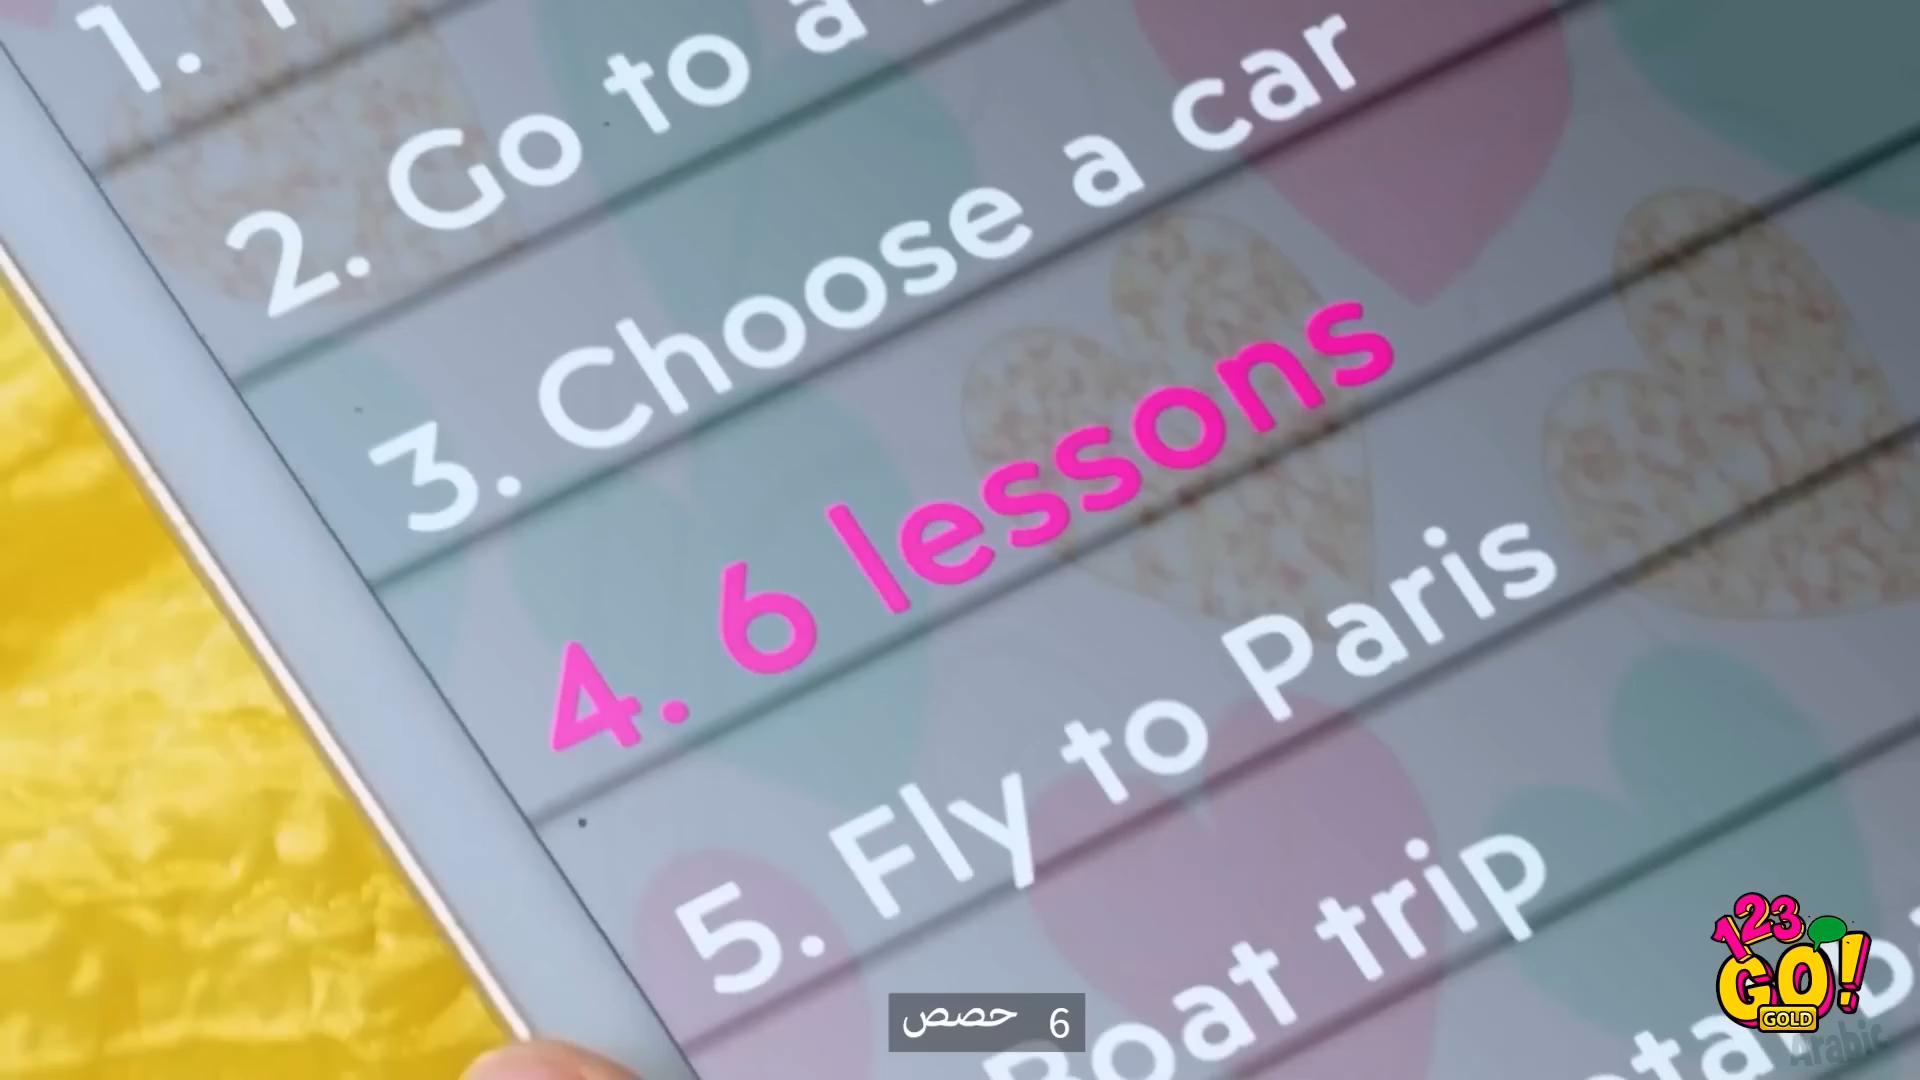 1.
2. Go to a
3. Choose a car
4. 6 lessons
5. Fly to Paris
Boat trip
6 حصص
123
GO!
GOLD
Arabic